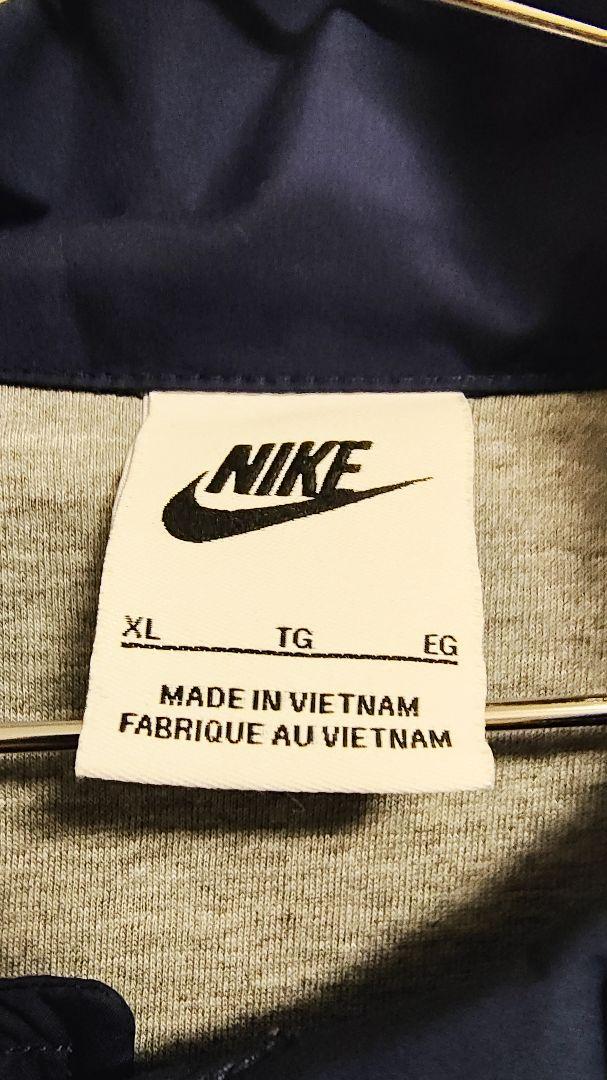 NIKE
XL TG EG
MADE IN VIETNAM
FABRIQUE AU VIETNAM